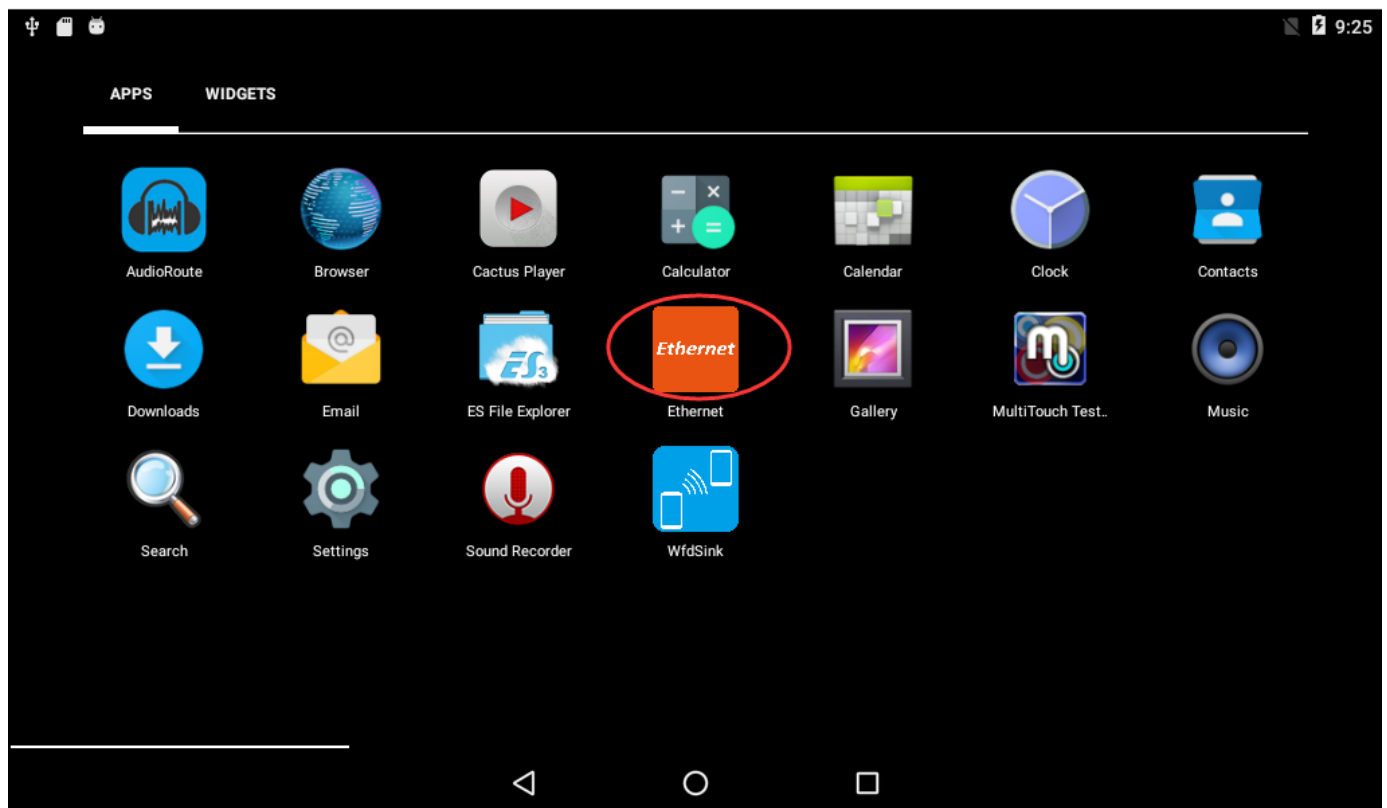 9:25
APPS WIDGETS
AudioRoute Browser Cactus Player Calculator Calendar Clock Contacts
@ ES3 Ethernet m
Downloads Email ES File Explorer Ethernet Gallery MultiTouch Test.. Music
Search Settings Sound Recorder WfdSink